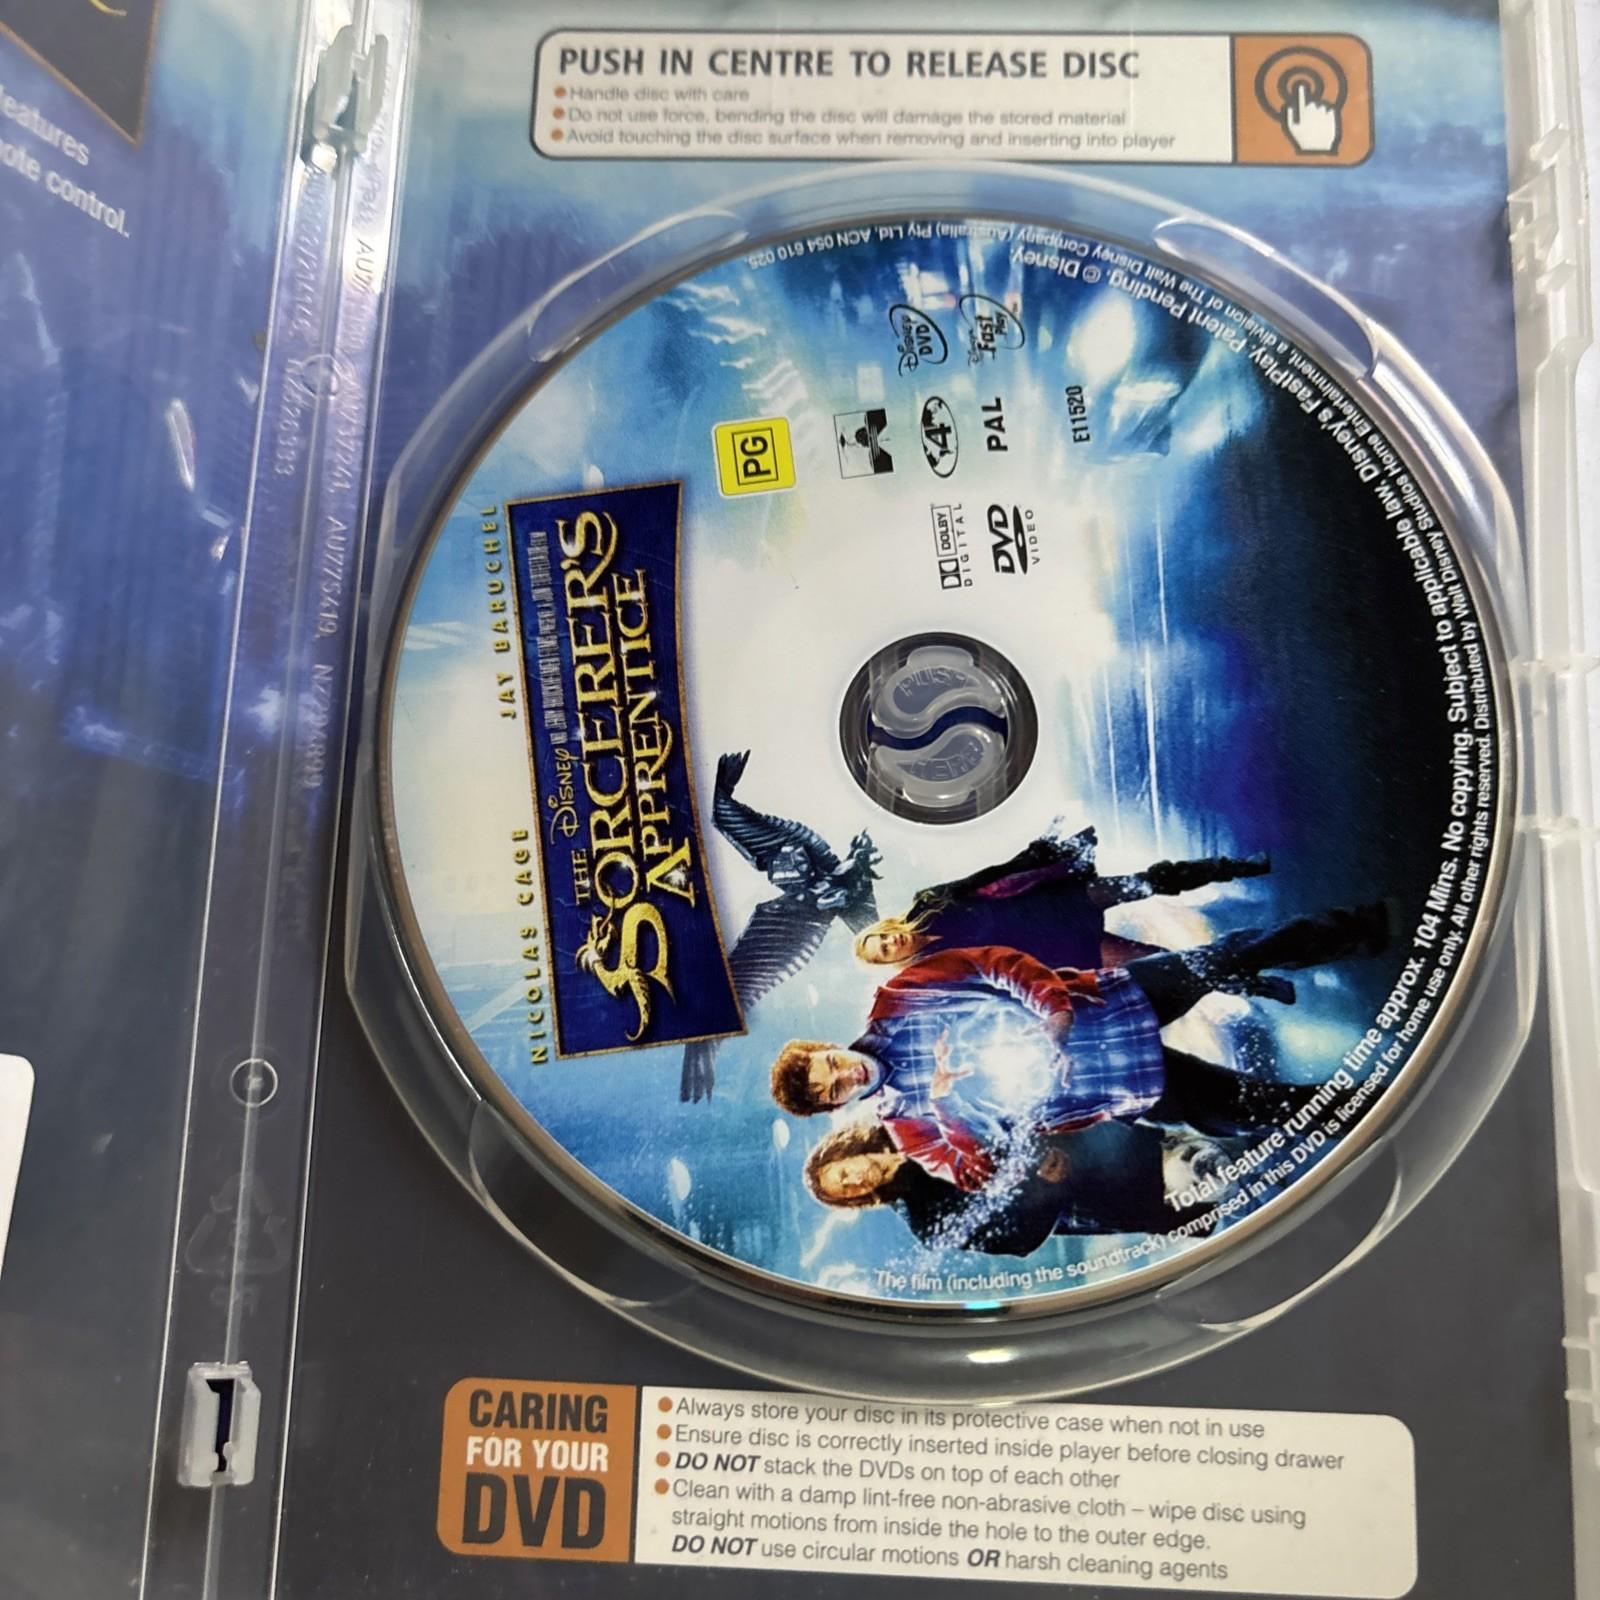 eatures
ote control.
PUSH IN CENTRE TO RELEASE DISC
Handle disc with care
Do not use force, bending the disc will damage the stored material
Avoid touching the disc surface when removing and inserting into player
NICOLAS CAGE JAY BARUCHEL
THE DISNEY
SORCERER'S
APPRENTICE
PG
4
PAL
E11520
DISNEY DVD
Fast Play
DOLBY
DIGITAL
DVD
VIDEO
PUSH
HERE
Total feature running time approx. 104 Mins. No copying. Subject to applicable law. Disney's FastPlay. Patent Pending. © Disney.
The film (including the soundtrack) comprised in this DVD is licensed for home use only. All other rights reserved. Distributed by Walt Disney Studios Home Entertainment, a division of The Walt Disney Company (Australia) Pty Ltd. ACN 054 610 025.
CARING
FOR YOUR
DVD
Always store your disc in its protective case when not in use
Ensure disc is correctly inserted inside player before closing drawer
DO NOT stack the DVDs on top of each other
Clean with a damp lint-free non-abrasive cloth – wipe disc using
straight motions from inside the hole to the outer edge.
DO NOT use circular motions OR harsh cleaning agents